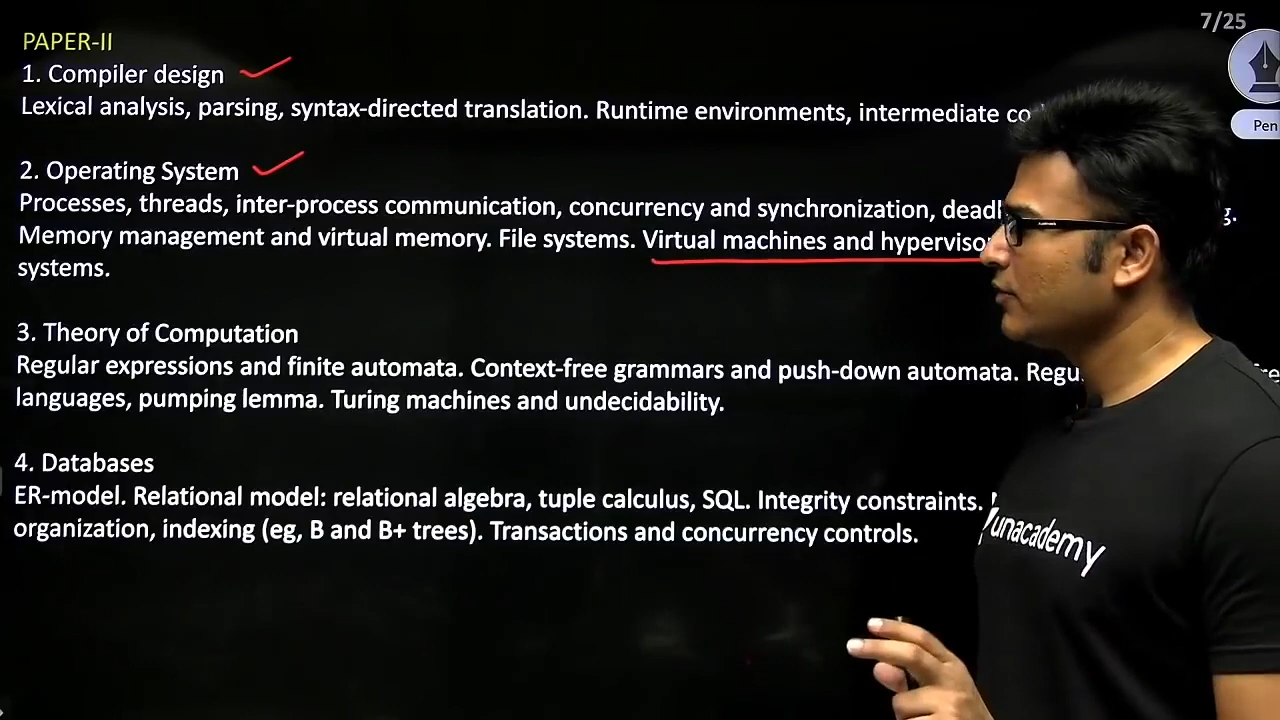 7/25
PAPER-II
1. Compiler design
Lexical analysis, parsing, syntax-directed translation. Runtime environments, intermediate
Pen
2. Operating System
Processes, threads, inter-process communication, concurrency and synchronization,
Memory management and virtual memory. File systems. Virtual machines and
systems.
3. Theory of Computation
Regular expressions and finite automata. Context-free grammars and push-down automata.
languages, pumping lemma. Turing machines and undecidability.
4. Databases
ER-model. Relational model: relational algebra, tuple calculus, SQL. Integrity constraints.
organization, indexing (eg, B and B+ trees). Transactions and concurrency controls.
unacademy